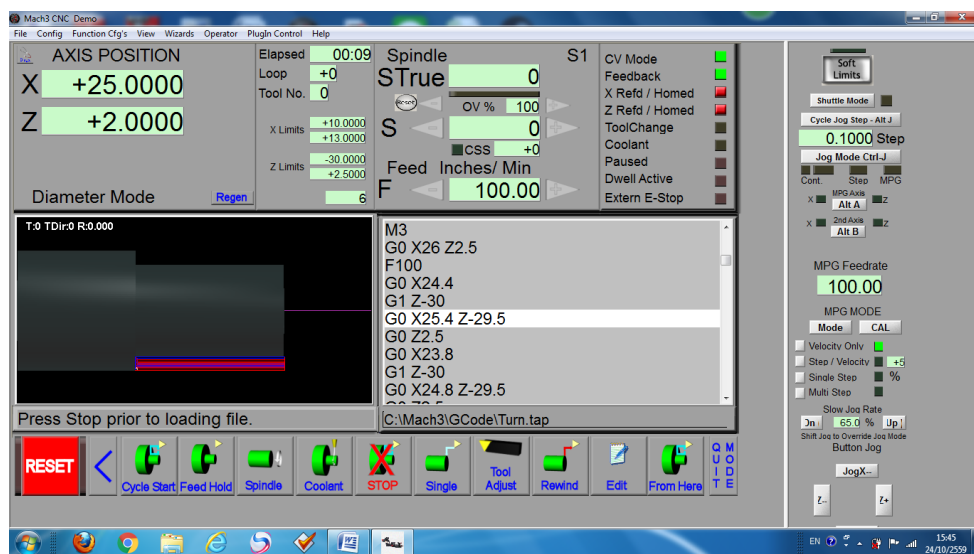 Mach3 CNC Demo
File Config Function Cfg's View Wizards Operator PlugIn Control Help
AXIS POSITION
X +25.0000
Z +2.0000
Diameter Mode Regen
Elapsed 00:09
Loop +0
Tool No. 0
X Limits +10.0000
+13.0000
Z Limits -30.0000
+2.5000
6
Spindle S1
STrue 0
Reset OV % 100
S 0
CSS +0
Feed Inches/ Min
F 100.00
CV Mode
Feedback
X Refd / Homed
Z Refd / Homed
ToolChange
Coolant
Paused
Dwell Active
Extern E-Stop
T:0 TDir:0 R:0.000
M3
G0 X26 Z2.5
F100
G0 X24.4
G1 Z-30
G0 X25.4 Z-29.5
G0 Z2.5
G0 X23.8
G1 Z-30
G0 X24.8 Z-29.5
Press Stop prior to loading file.
C:\Mach3\GCode\Turn.tap
RESET
Cycle Start
Feed Hold
Spindle
Coolant
STOP
Single
Tool
Adjust
Rewind
Edit
From Here
QUIET
MODE
Soft
Limits
Shuttle Mode
Cycle Jog Step - Alt J
0.1000 Step
Jog Mode Ctrl-J
Cont. Step MPG
MPG Axis
X Alt A Z
2nd Axis
X Alt B Z
MPG Feedrate
100.00
MPG MODE
Mode CAL
Velocity Only
Step / Velocity +5
Single Step %
Multi Step
Slow Jog Rate
Dn 65.0 % Up
Shift Jog to Override Jog Mode
Button Jog
JogX--
Z-- Z+
EN 15:45
24/10/2559